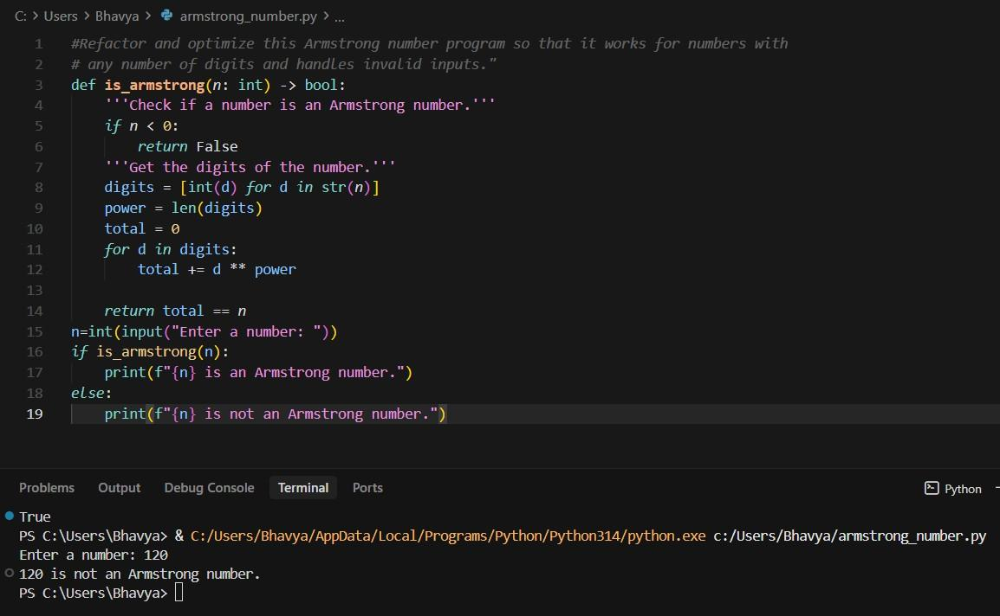 C: > Users > Bhavya > armstrong_number.py > ...
1 #Refactor and optimize this Armstrong number program so that it works for numbers with
2 # any number of digits and handles invalid inputs."
3 def is_armstrong(n: int) -> bool:
4     '''Check if a number is an Armstrong number.'''
5     if n < 0:
6         return False
7     '''Get the digits of the number.'''
8     digits = [int(d) for d in str(n)]
9     power = len(digits)
10     total = 0
11     for d in digits:
12         total += d ** power
13
14     return total == n
15 n=int(input("Enter a number: "))
16 if is_armstrong(n):
17     print(f"{n} is an Armstrong number.")
18 else:
19     print(f"{n} is not an Armstrong number.")
Problems Output Debug Console Terminal Ports Python
True
PS C:\Users\Bhavya> & C:/Users/Bhavya/AppData/Local/Programs/Python/Python314/python.exe c:/Users/Bhavya/armstrong_number.py
Enter a number: 120
120 is not an Armstrong number.
PS C:\Users\Bhavya>